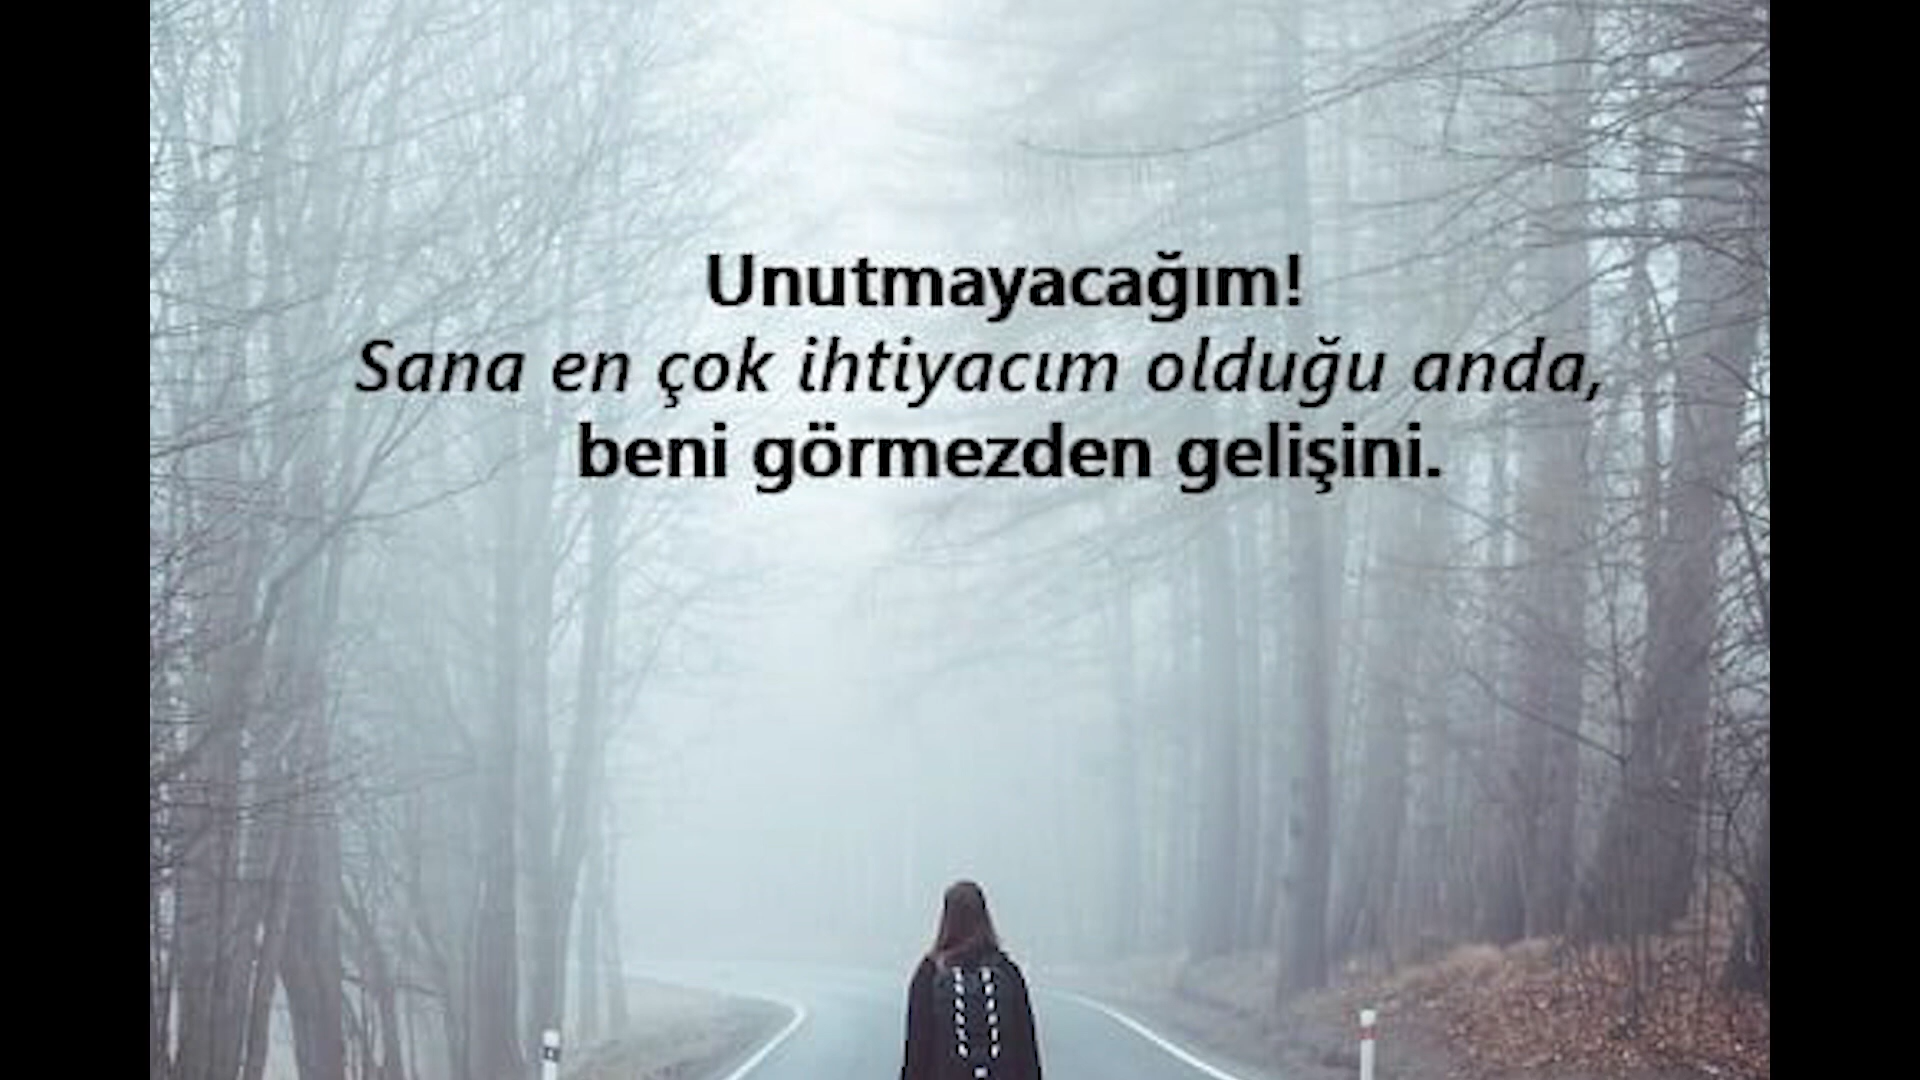 Unutmayacağım!
Sana en çok ihtiyacım olduğu anda,
beni görmezden gelişini.